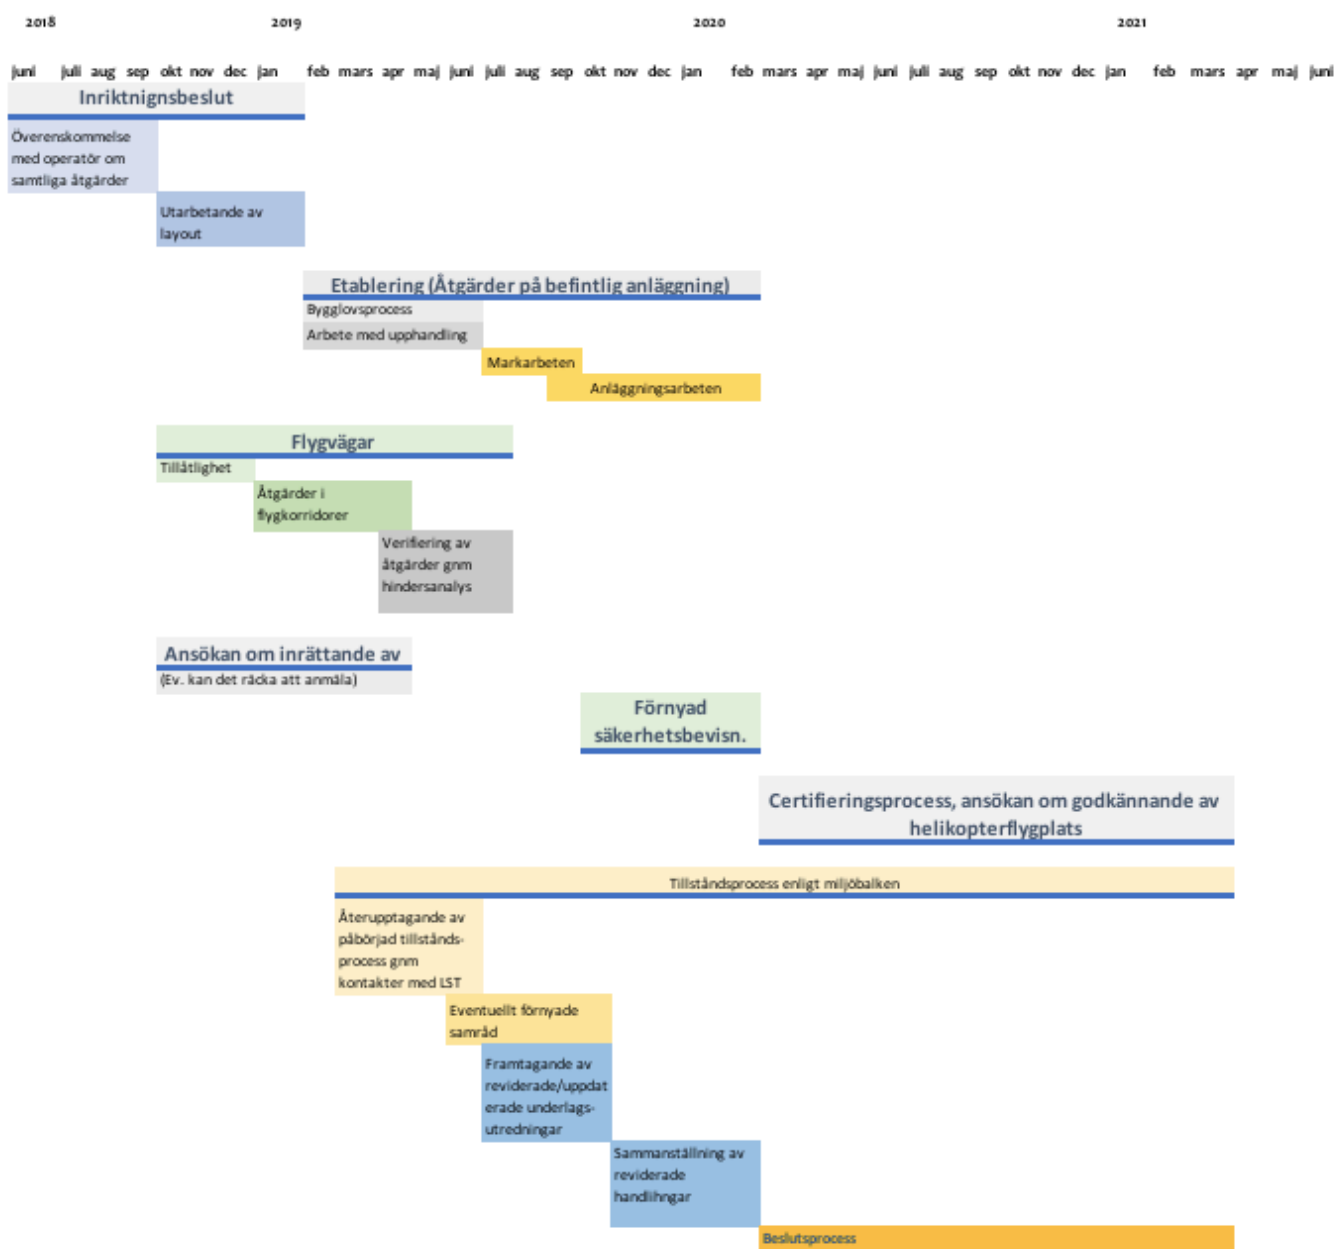 2018 2019 2020 2021
juni juli aug sep okt nov dec jan feb mars apr maj juni juli aug sep okt nov dec jan feb mars apr maj juni juli aug sep okt nov dec jan feb mars apr maj juni
Inriktnignsbeslut
Överenskommelse
med operatör om
samtliga åtgärder
Utarbetande av
layout
Etablering (Åtgärder på befintlig anläggning)
Bygglovsprocess
Arbete med upphandling
Markarbeten
Anläggningsarbeten
Flygvägar
Tillåtlighet
Åtgärder i
flygkorridorer
Verifiering av
åtgärder gnm
hindersanalys
Ansökan om inrättande av
(Ev. kan det räcka att anmäla)
Förnyad
säkerhetsbevisn.
Certifieringsprocess, ansökan om godkännande av
helikopterflygplats
Tillståndsprocess enligt miljöbalken
Återupptagande av
påbörjad tillstånds-
process gnm
kontakter med LST
Eventuellt förnyade
samråd
Framtagande av
reviderade/uppdat
erade underlags-
utredningar
Sammanställning av
reviderade
handlihngar
Beslutsprocess